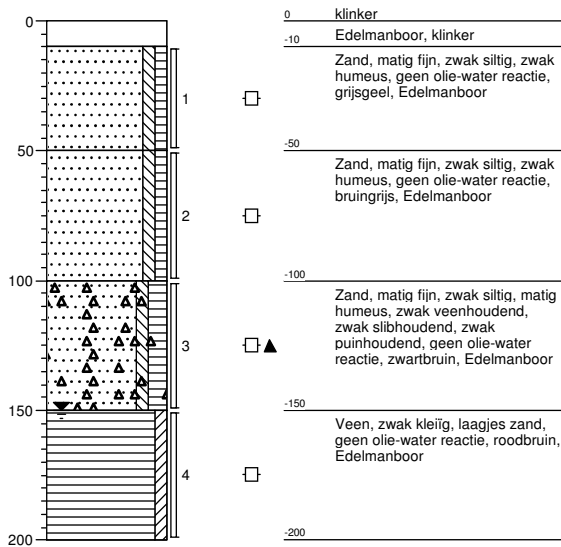 0
50
100
150
200
1
2
3
4
0 klinker
-10 Edelmanboor, klinker
Zand, matig fijn, zwak siltig, zwak
humeus, geen olie-water reactie,
grijsgeel, Edelmanboor
-50
Zand, matig fijn, zwak siltig, zwak
humeus, geen olie-water reactie,
bruingrijs, Edelmanboor
-100
Zand, matig fijn, zwak siltig, matig
humeus, zwak veenhoudend,
zwak slibhoudend, zwak
puinhoudend, geen olie-water
reactie, zwartbruin, Edelmanboor
-150
Veen, zwak kleiïg, laagjes zand,
geen olie-water reactie, roodbruin,
Edelmanboor
-200